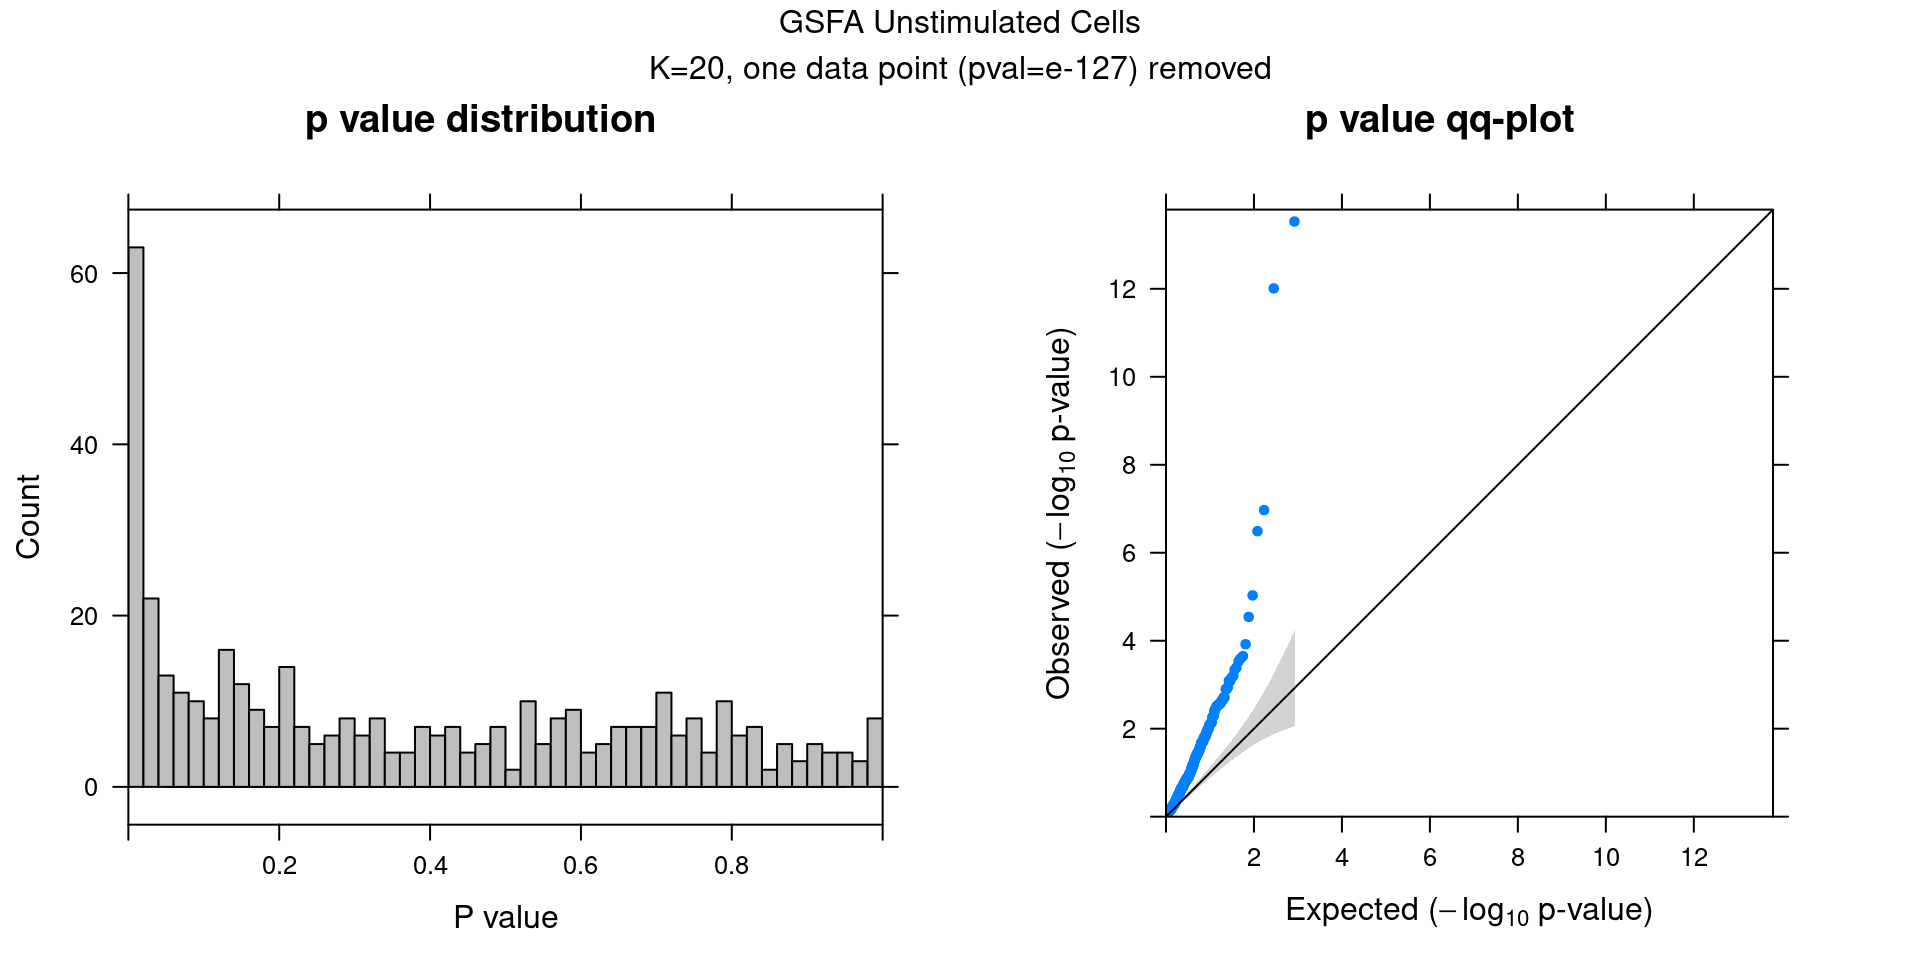 GSFA Unstimulated Cells
K=20, one data point (pval=e-127) removed
p value distribution
Count
60
40
20
0
0.2 0.4 0.6 0.8
P value
p value qq-plot
Observed (−log10 p-value)
12
10
8
6
4
2
2 4 6 8 10 12
Expected (−log10 p-value)